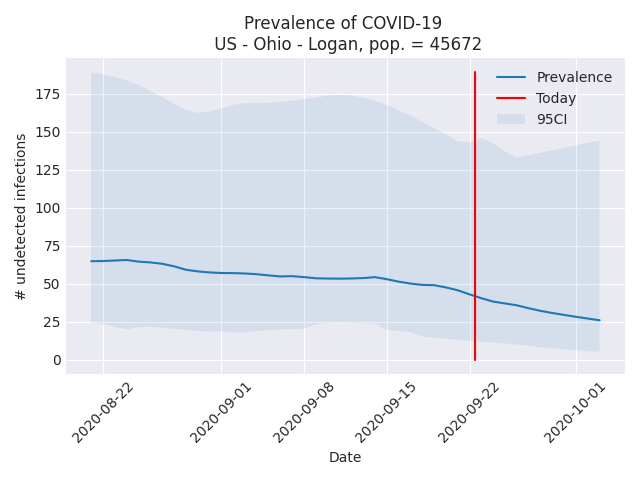 Prevalence of COVID-19
US - Ohio - Logan, pop. = 45672
Prevalence
Today
95CI
# undetected infections
175
150
125
100
75
50
25
0
2020-08-22
2020-09-01
2020-09-08
2020-09-15
2020-09-22
2020-10-01
Date